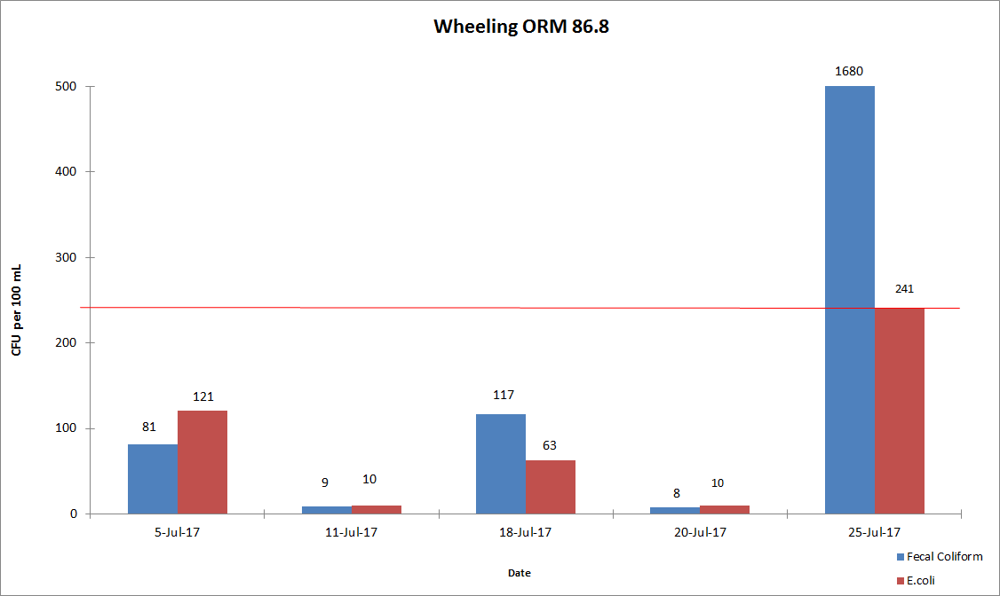 Wheeling ORM 86.8
1680
500
400
300
241
200
121
117
100
81
63
9
10
8
10
0
CFU per 100 mL
5-Jul-17
11-Jul-17
18-Jul-17
20-Jul-17
25-Jul-17
Date
Fecal Coliform
E.coli